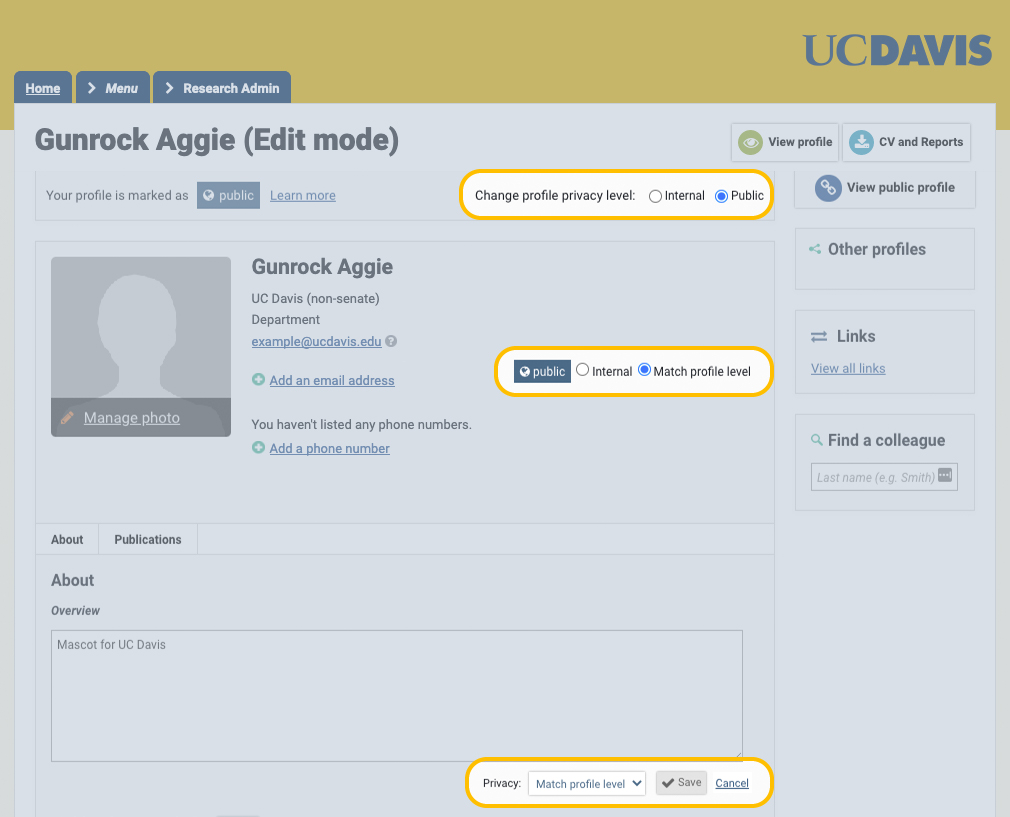 UCDAVIS
Home
Menu
Research Admin
Gunrock Aggie (Edit mode)
View profile
CV and Reports
Your profile is marked as public Learn more
Change profile privacy level: Internal Public
View public profile
Gunrock Aggie
UC Davis (non-senate)
Department
example@ucdavis.edu ?
public Internal Match profile level
Add an email address
Manage photo
You haven't listed any phone numbers.
Add a phone number
Other profiles
Links
View all links
Find a colleague
Last name (e.g. Smith)
About
Publications
About
Overview
Mascot for UC Davis
Privacy: Match profile level Save Cancel